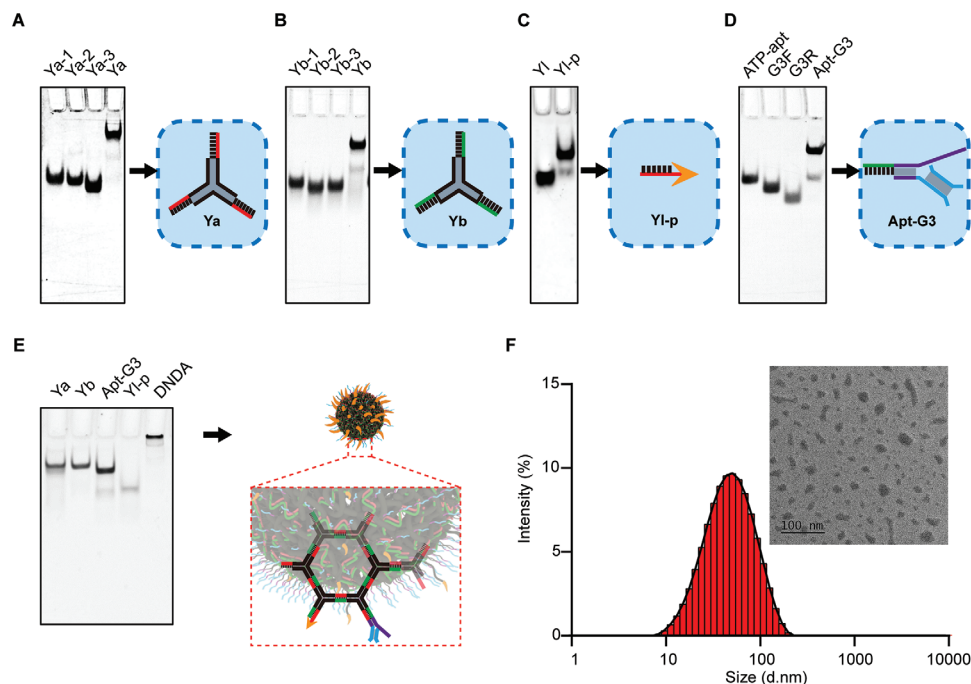 A
Ya-1
Ya-2
Ya-3
Ya
Ya
B
Yb-1
Yb-2
Yb-3
Yb
Yb
C
Yl
Yl-p
Yl-p
D
ATP-apt
G3F
G3R
Apt-G3
Apt-G3
E
Ya
Yb
Apt-G3
Yl-p
DNDA
F
15
10
5
0
Intensity (%)
1
10
100
1000
10000
Size (d.nm)
100 nm